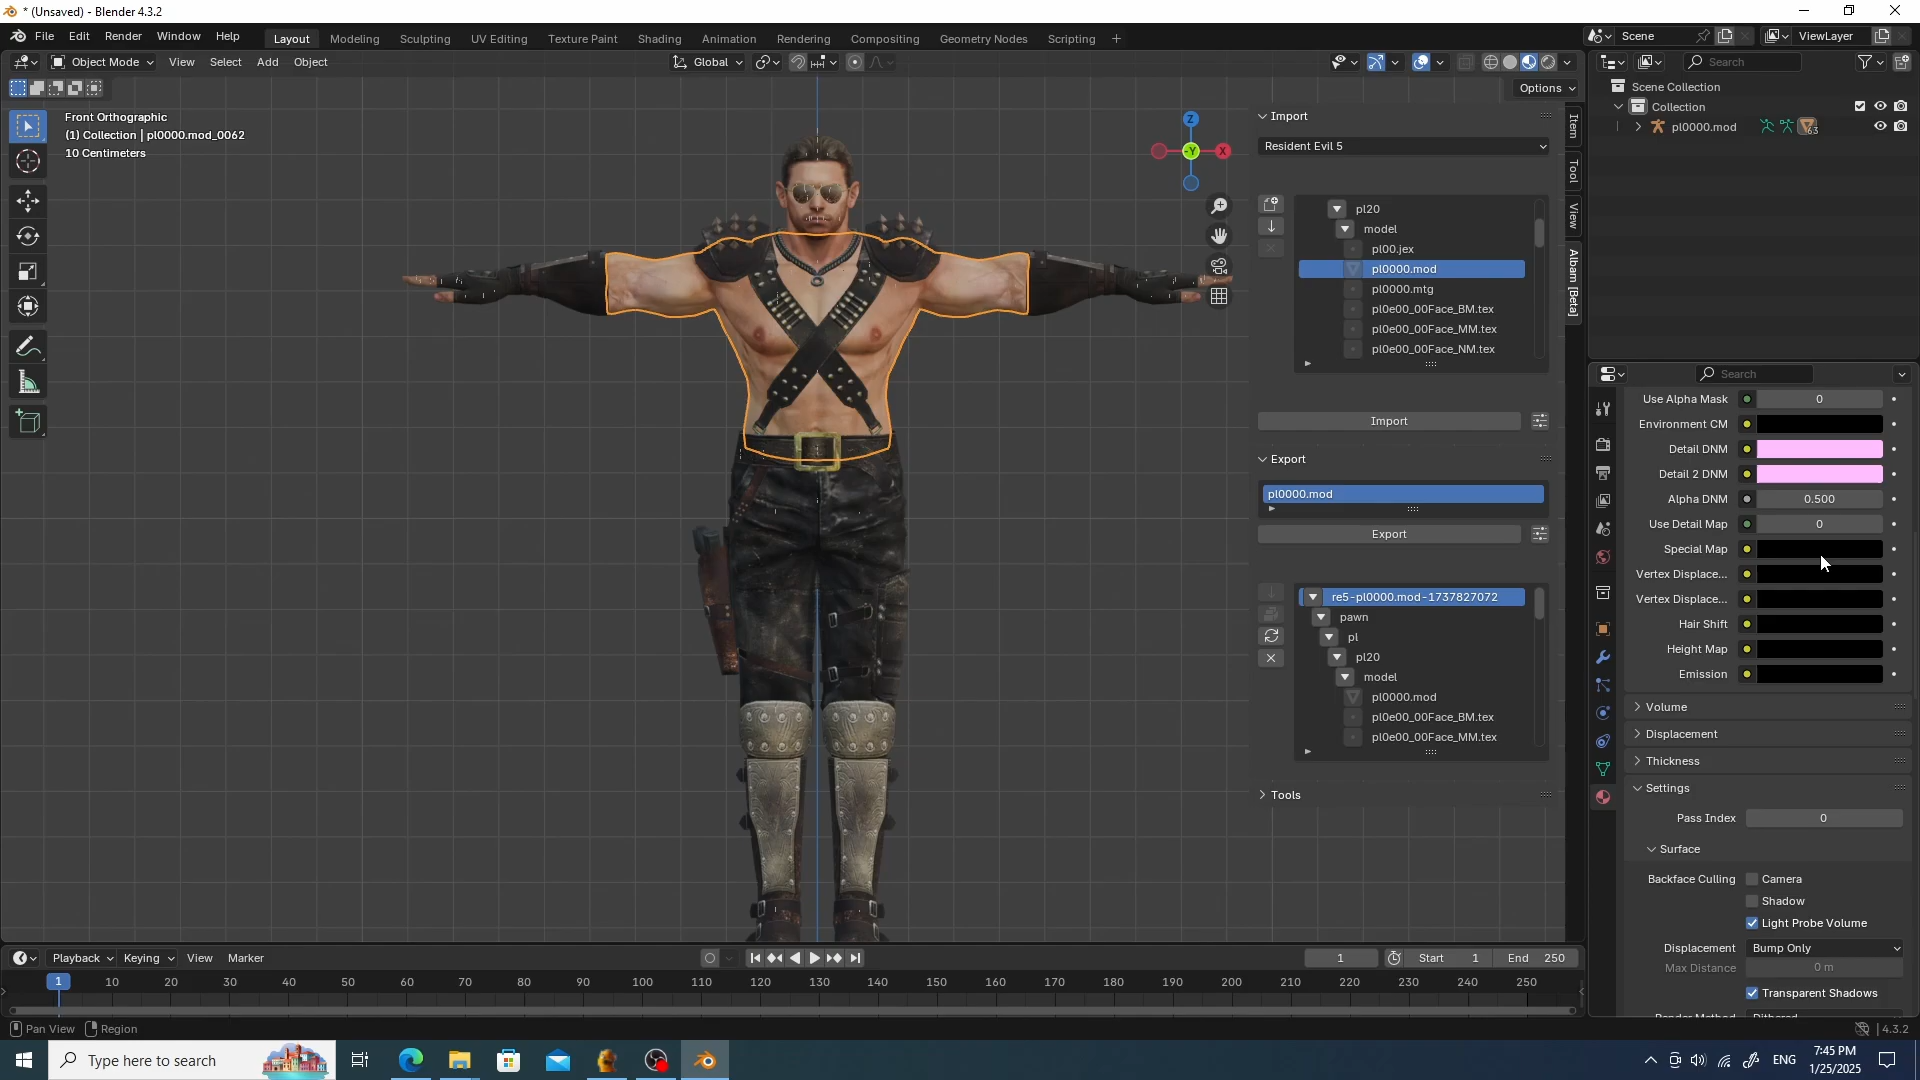 * (Unsaved) - Blender 4.3.2
File Edit Render Window Help
Layout Modeling Sculpting UV Editing Texture Paint Shading Animation Rendering Compositing Geometry Nodes Scripting +
Scene
ViewLayer
Object Mode View Select Add Object
Global
Search
Options
Scene Collection
Collection
pl0000.mod
63
Front Orthographic
(1) Collection | pl0000.mod_0062
10 Centimeters
Z
-Y
X
Import
Resident Evil 5
pl20
model
pl00.jex
pl0000.mod
pl0000.mtg
pl0e00_00Face_BM.tex
pl0e00_00Face_MM.tex
pl0e00_00Face_NM.tex
Import
Export
pl0000.mod
Export
re5-pl0000.mod-1737827072
pawn
pl
pl20
model
pl0000.mod
pl0e00_00Face_BM.tex
pl0e00_00Face_MM.tex
Tools
Item
Tool
View
Albam [Beta]
Search
Use Alpha Mask 0
Environment CM
Detail DNM
Detail 2 DNM
Alpha DNM 0.500
Use Detail Map 0
Special Map
Vertex Displace...
Vertex Displace...
Hair Shift
Height Map
Emission
Volume
Displacement
Thickness
Settings
Pass Index 0
Surface
Backface Culling Camera
Shadow
Light Probe Volume
Displacement Bump Only
Max Distance 0 m
Transparent Shadows
Playback Keying View Marker
1 Start 1 End 250
1 10 20 30 40 50 60 70 80 90 100 110 120 130 140 150 160 170 180 190 200 210 220 230 240 250
Pan View Region
4.3.2
Type here to search
ENG
7:45 PM
1/25/2025